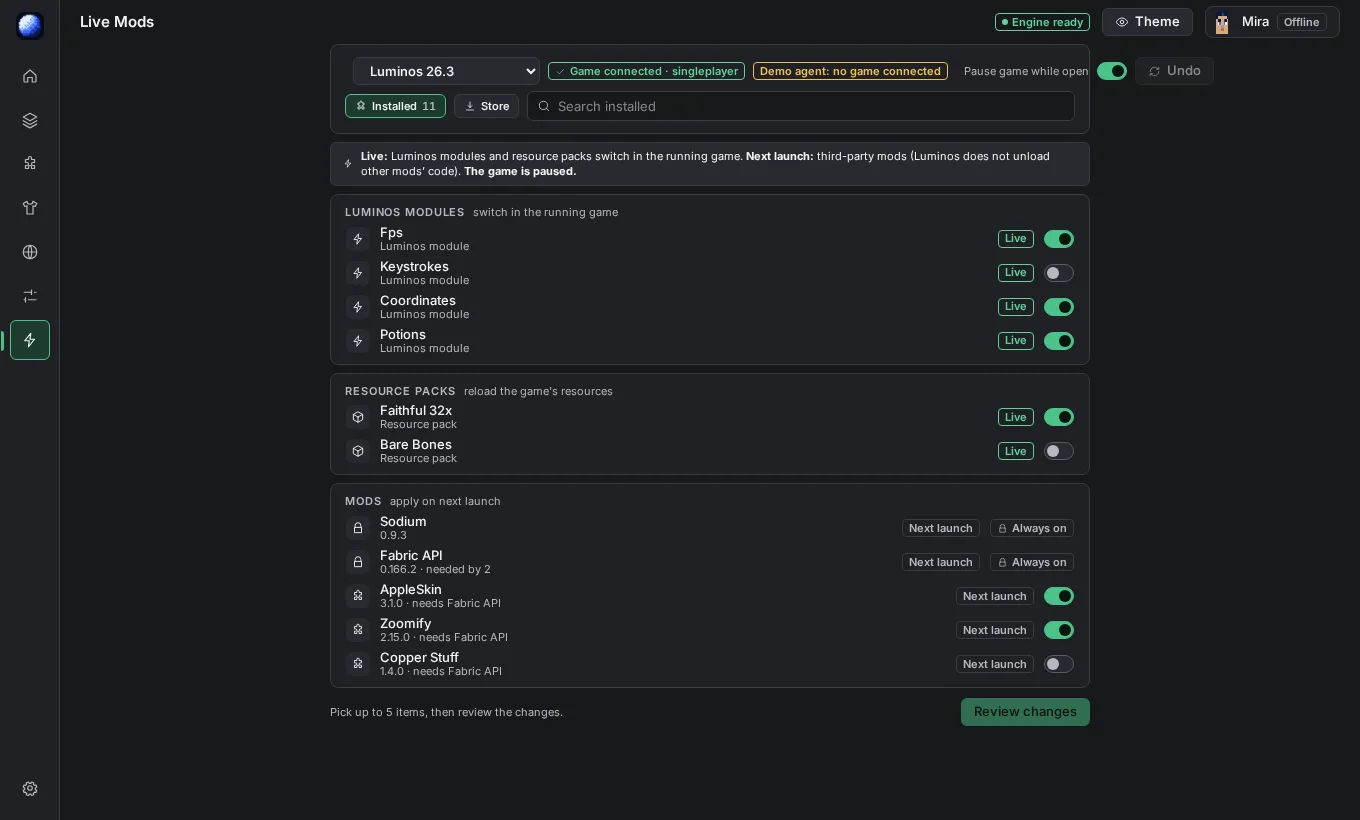 Live Mods
Engine ready
Theme
Mira
Offline
Luminos 26.3
Game connected · singleplayer
Demo agent: no game connected
Pause game while open
Undo
Installed 11
Store
Search installed
Live: Luminos modules and resource packs switch in the running game. Next launch: third-party mods (Luminos does not unload
other mods' code). The game is paused.
LUMINOS MODULES switch in the running game
Fps
Luminos module
Live
Keystrokes
Luminos module
Live
Coordinates
Luminos module
Live
Potions
Luminos module
Live
RESOURCE PACKS reload the game's resources
Faithful 32x
Resource pack
Live
Bare Bones
Resource pack
Live
MODS apply on next launch
Sodium
0.9.3
Next launch
Always on
Fabric API
0.166.2 · needed by 2
Next launch
Always on
AppleSkin
3.1.0 · needs Fabric API
Next launch
Zoomify
2.15.0 · needs Fabric API
Next launch
Copper Stuff
1.4.0 · needs Fabric API
Next launch
Pick up to 5 items, then review the changes.
Review changes